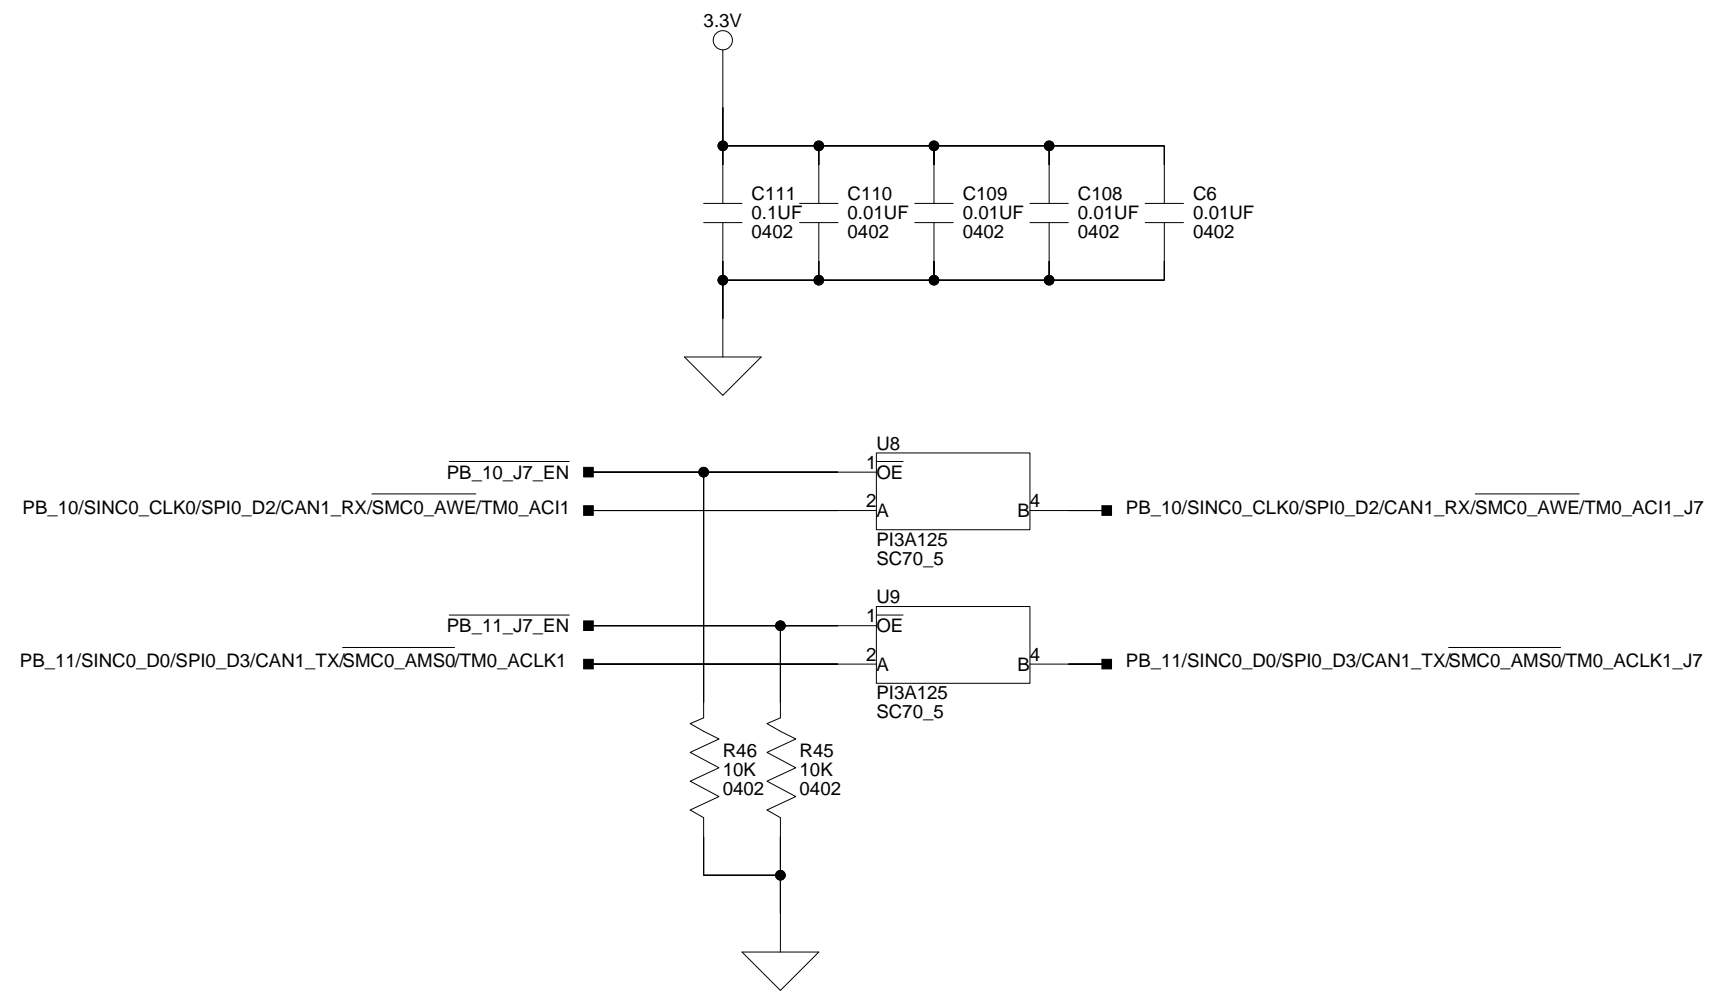 3.3V
C111
0.1UF
0402
C110
0.01UF
0402
C109
0.01UF
0402
C108
0.01UF
0402
C6
0.01UF
0402
U8
PB_10_J7_EN
1
OE
PB_10/SINC0_CLK0/SPI0_D2/CAN1_RX/SMC0_AWE/TM0_ACI1
2
A
B
4
PB_10/SINC0_CLK0/SPI0_D2/CAN1_RX/SMC0_AWE/TM0_ACI1_J7
PI3A125
SC70_5
U9
PB_11_J7_EN
1
OE
PB_11/SINC0_D0/SPI0_D3/CAN1_TX/SMC0_AMS0/TM0_ACLK1
2
A
B
4
PB_11/SINC0_D0/SPI0_D3/CAN1_TX/SMC0_AMS0/TM0_ACLK1_J7
PI3A125
SC70_5
R46
10K
0402
R45
10K
0402